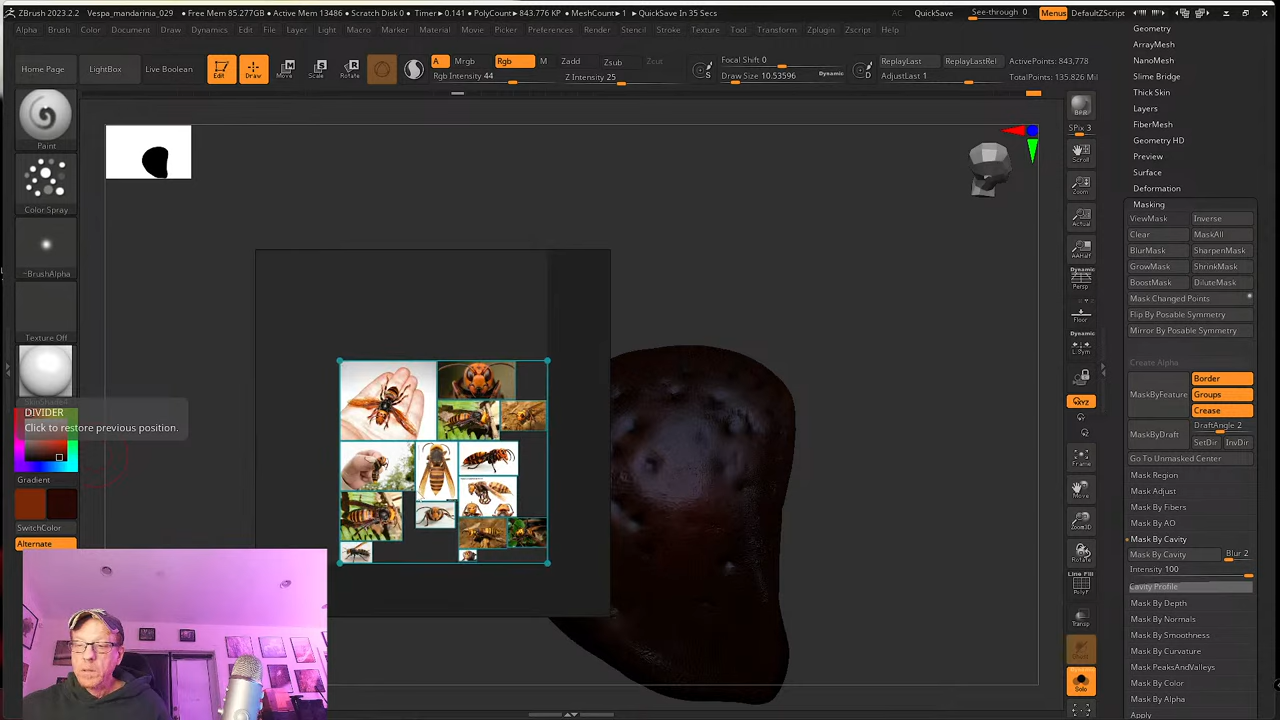 ZBrush 2023.2.2 Vespa_mandarinia_029 • Free Mem 85.277GB • Active Mem 13486 • Scratch Disk 0 • Timer▸0.141 • PolyCount▸843.776 KP • MeshCount▸1 • QuickSave In 35 Secs AC QuickSave See-through 0 Menus DefaultZScript
Alpha Brush Color Document Draw Dynamics Edit File Layer Light Macro Marker Material Movie Picker Preferences Render Stencil Stroke Texture Tool Transform Zplugin Zscript Help
Home Page LightBox Live Boolean Edit Draw Move Scale Rotate
A Mrgb Rgb M Zadd Zsub Zcut
Rgb Intensity 44 Z Intensity 25
Focal Shift 0
Draw Size 10.53596 Dynamic
S D
ReplayLast ReplayLastRel ActivePoints: 843,778
AdjustLast 1 TotalPoints: 135.826 Mil
Paint
Color Spray
~BrushAlpha
Texture Off
DIVIDER
Click to restore previous position.
Gradient
SwitchColor
Alternate
BPR
SPix 3
Scroll
Zoom
Actual
AAHalf
Dynamic
Persp
Floor
Dynamic
L.Sym
XYZ
Frame
Move
Zoom3D
Rotate
Line Fill
PolyF
Transp
Ghost
Solo
Geometry
ArrayMesh
NanoMesh
Slime Bridge
Thick Skin
Layers
FiberMesh
Geometry HD
Preview
Surface
Deformation
Masking
ViewMask Inverse
Clear MaskAll
BlurMask SharpenMask
GrowMask ShrinkMask
BoostMask DiluteMask
Mask Changed Points
Flip By Posable Symmetry
Mirror By Posable Symmetry
Create Alpha
MaskByFeature Border
Groups
Crease
MaskByDraft DraftAngle 2
SetDir InvDir
Go To Unmasked Center
Mask Region
Mask Adjust
Mask By Fibers
Mask By AO
Mask By Cavity
Mask By Cavity Blur 2
Intensity 100
Cavity Profile
Mask By Depth
Mask By Normals
Mask By Smoothness
Mask By Curvature
Mask PeaksAndValleys
Mask By Color
Mask By Alpha
Apply